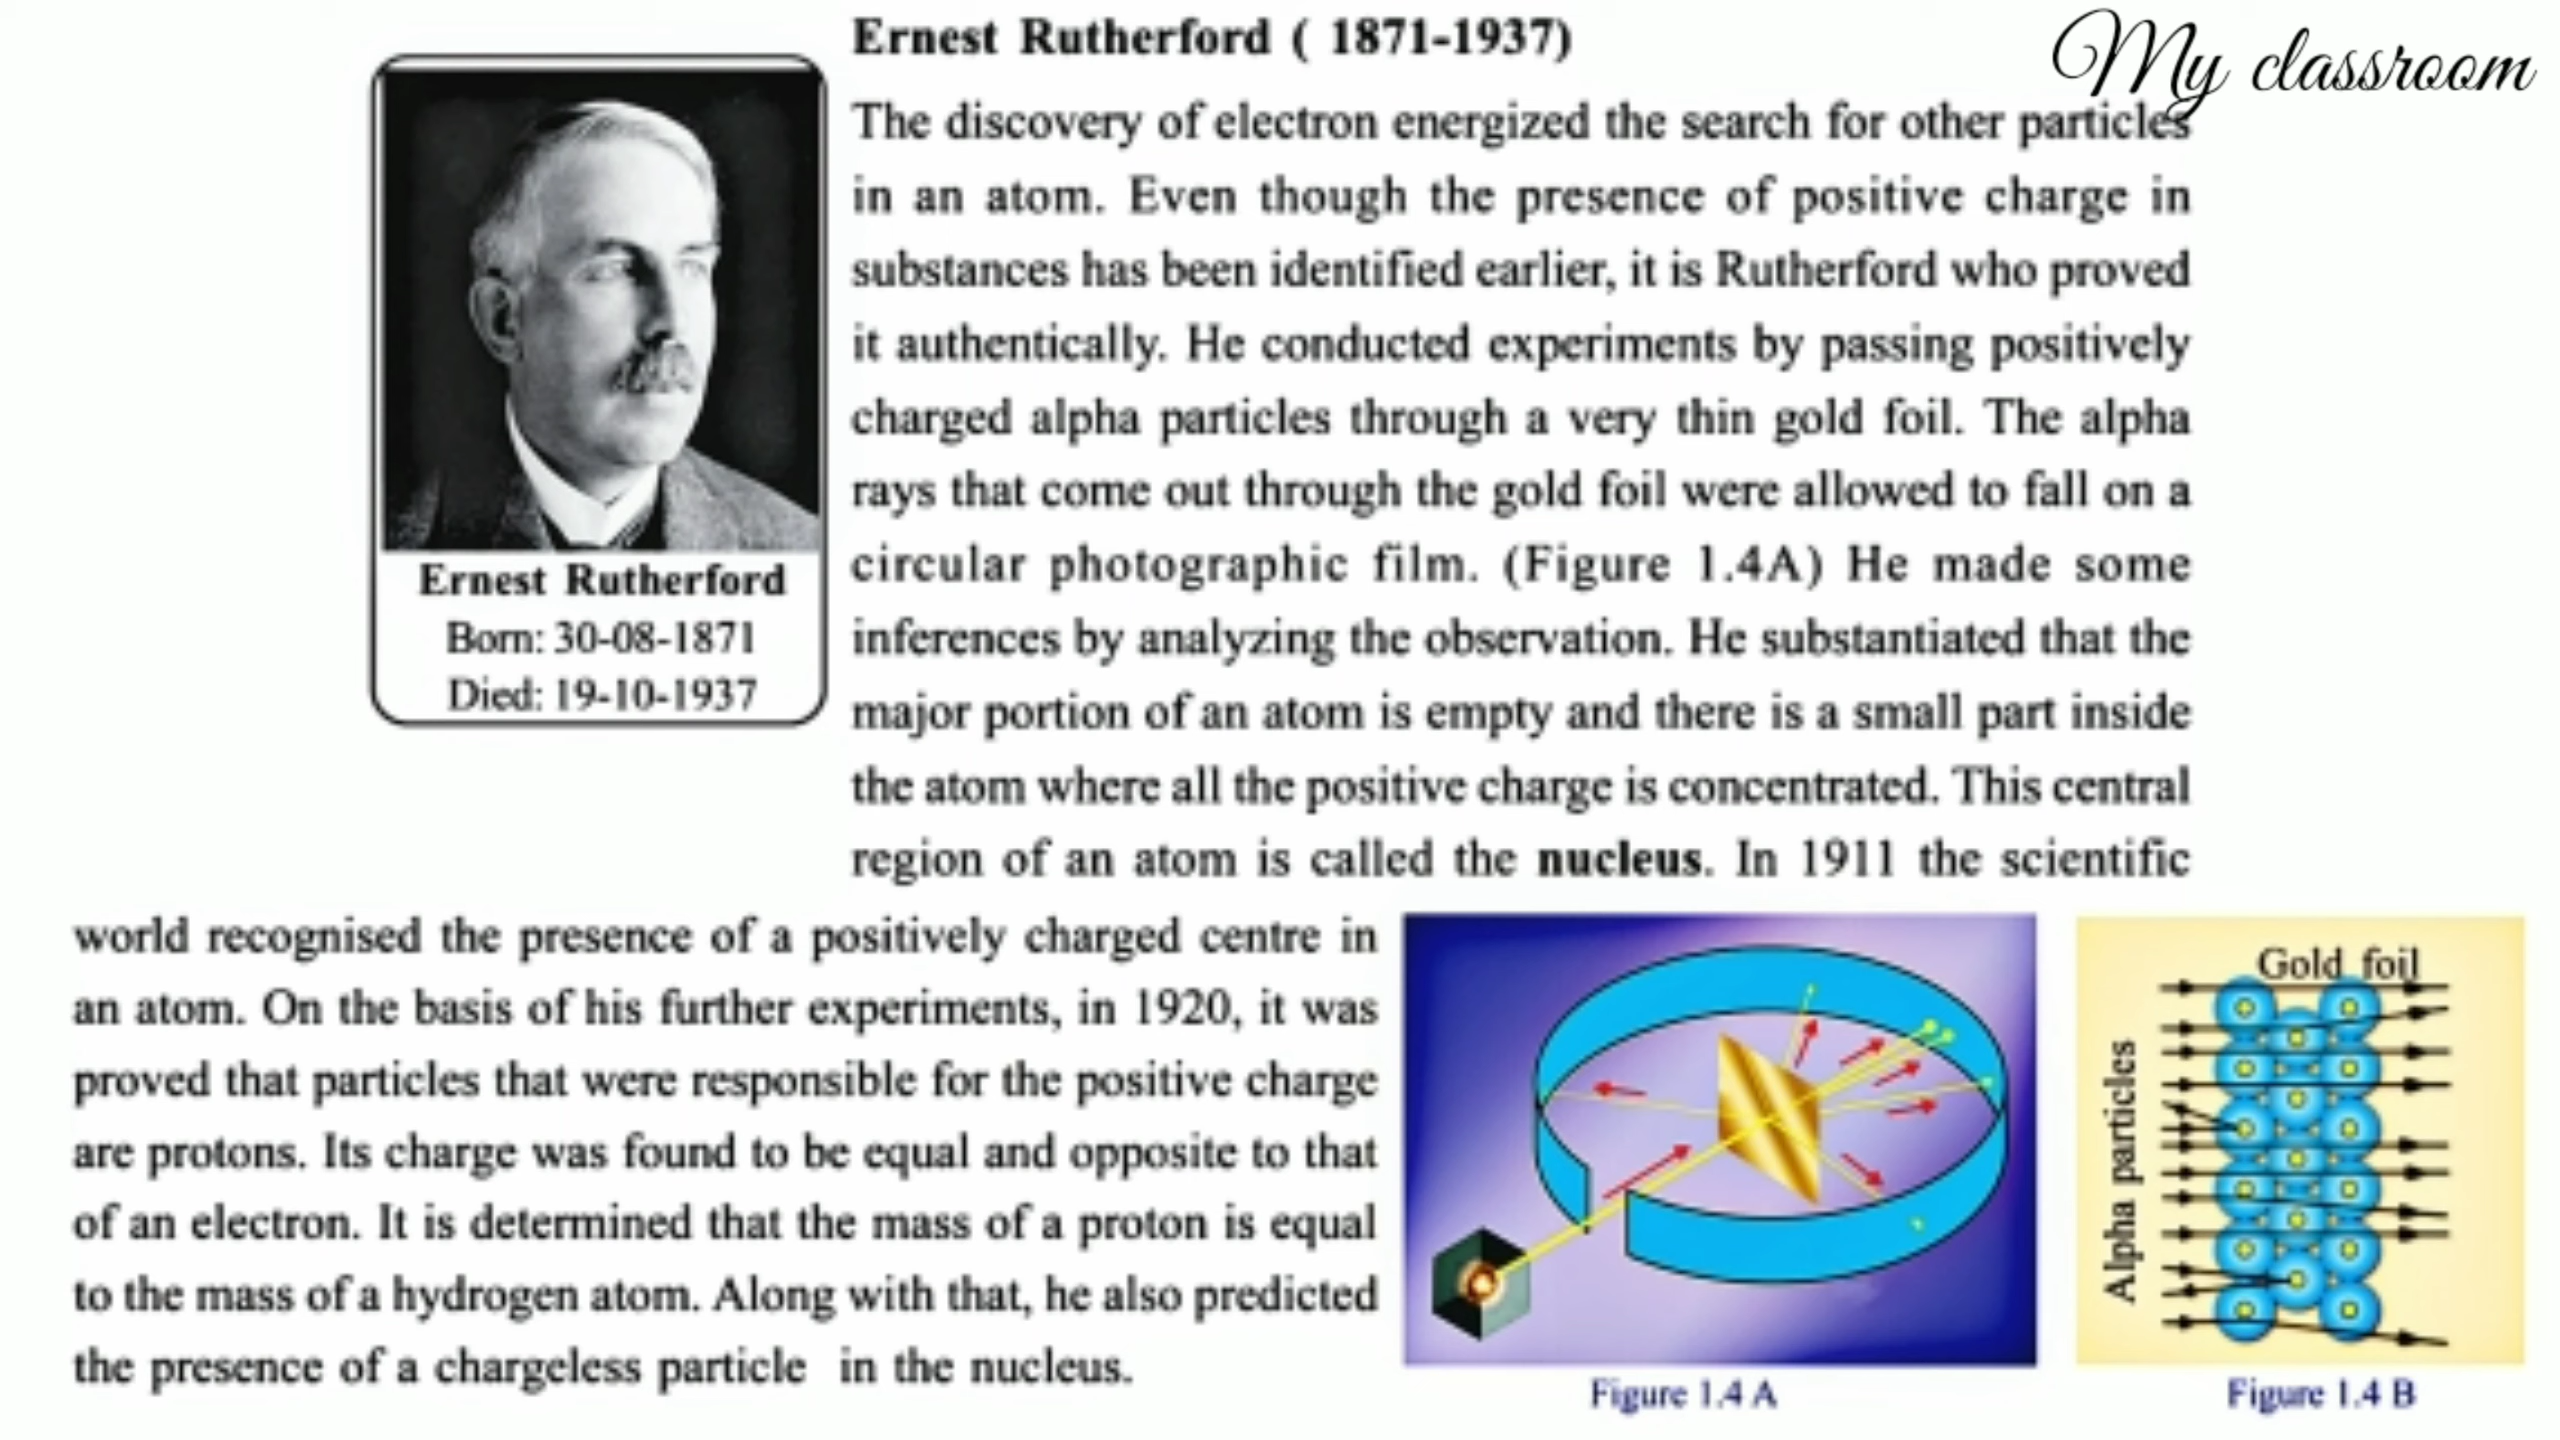 My classroom
Ernest Rutherford ( 1871-1937)
The discovery of electron energized the search for other particles
in an atom. Even though the presence of positive charge in
substances has been identified earlier, it is Rutherford who proved
it authentically. He conducted experiments by passing positively
charged alpha particles through a very thin gold foil. The alpha
rays that come out through the gold foil were allowed to fall on a
circular photographic film. (Figure 1.4A) He made some
inferences by analyzing the observation. He substantiated that the
major portion of an atom is empty and there is a small part inside
the atom where all the positive charge is concentrated. This central
region of an atom is called the nucleus. In 1911 the scientific
Ernest Rutherford
Born: 30-08-1871
Died: 19-10-1937
world recognised the presence of a positively charged centre in
an atom. On the basis of his further experiments, in 1920, it was
proved that particles that were responsible for the positive charge
are protons. Its charge was found to be equal and opposite to that
of an electron. It is determined that the mass of a proton is equal
to the mass of a hydrogen atom. Along with that, he also predicted
the presence of a chargeless particle in the nucleus.
Figure 1.4 A
Gold foil
Alpha particles
Figure 1.4 B